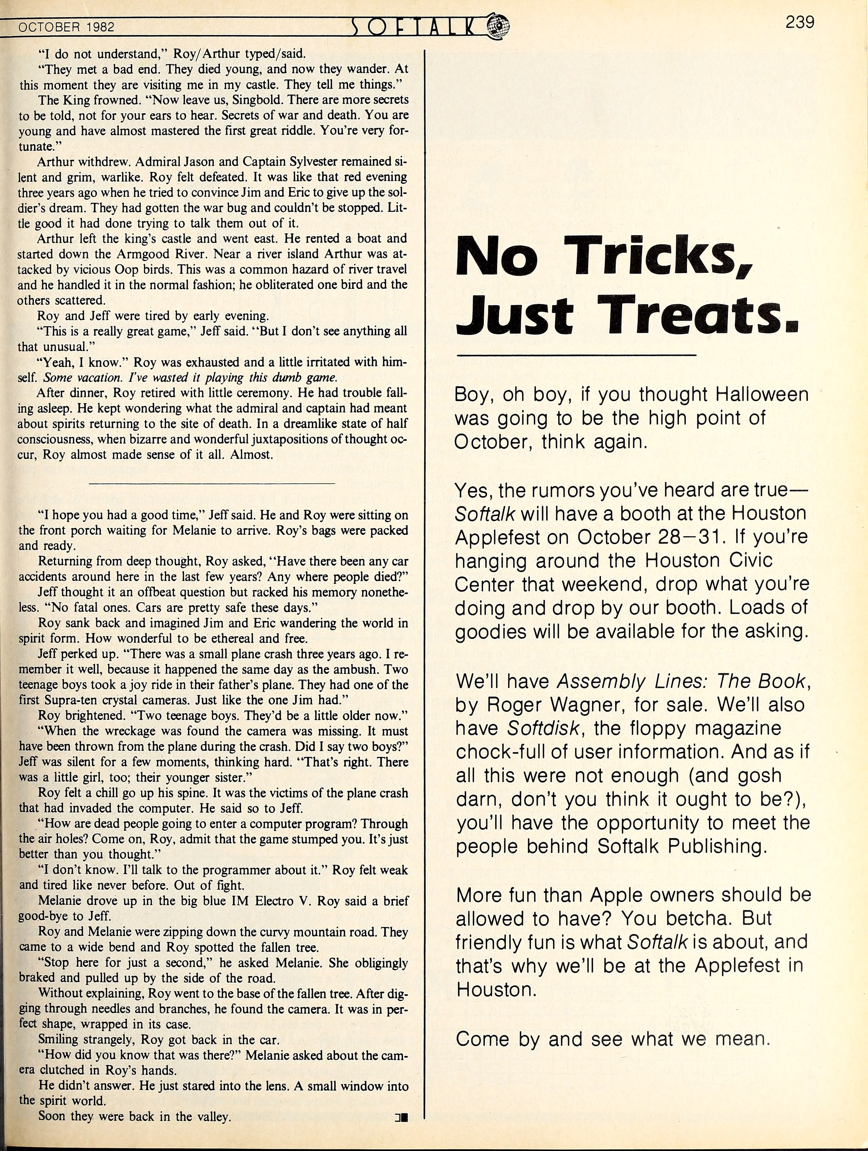 OCTOBER 1982
SOFTALK
239
“I do not understand,” Roy/Arthur typed/said.
“They met a bad end. They died young, and now they wander. At
this moment they are visiting me in my castle. They tell me things.”
The King frowned. “Now leave us, Singbold. There are more secrets
to be told, not for your ears to hear. Secrets of war and death. You are
young and have almost mastered the first great riddle. You're very for-
tunate.”
Arthur withdrew. Admiral Jason and Captain Sylvester remained si-
lent and grim, warlike. Roy felt defeated. It was like that red evening
three years ago when he tried to convince Jim and Eric to give up the sol-
dier's dream. They had gotten the war bug and couldn't be stopped. Lit-
tle good it had done trying to talk them out of it.
Arthur left the king's castle and went east. He rented a boat and
started down the Armgood River. Near a river island Arthur was at-
tacked by vicious Oop birds. This was a common hazard of river travel
and he handled it in the normal fashion; he obliterated one bird and the
others scattered.
Roy and Jeff were tired by early evening.
“This is a really great game,” Jeff said. “But I don't see anything all
that unusual.”
“Yeah, I know.” Roy was exhausted and a little irritated with him-
self. Some vacation. I've wasted it playing this dumb game.
After dinner, Roy retired with little ceremony. He had trouble fall-
ing asleep. He kept wondering what the admiral and captain had meant
about spirits returning to the site of death. In a dreamlike state of half
consciousness, when bizarre and wonderful juxtapositions of thought oc-
cur, Roy almost made sense of it all. Almost.
“I hope you had a good time,” Jeff said. He and Roy were sitting on
the front porch waiting for Melanie to arrive. Roy's bags were packed
and ready.
Returning from deep thought, Roy asked, “Have there been any car
accidents around here in the last few years? Any where people died?”
Jeff thought it an offbeat question but racked his memory nonethe-
less. “No fatal ones. Cars are pretty safe these days.”
Roy sank back and imagined Jim and Eric wandering the world in
spirit form. How wonderful to be ethereal and free.
Jeff perked up. “There was a small plane crash three years ago. I re-
member it well, because it happened the same day as the ambush. Two
teenage boys took a joy ride in their father's plane. They had one of the
first Supra-ten crystal cameras. Just like the one Jim had.”
Roy brightened. “Two teenage boys. They'd be a little older now.”
“When the wreckage was found the camera was missing. It must
have been thrown from the plane during the crash. Did I say two boys?”
Jeff was silent for a few moments, thinking hard. “That's right. There
was a little girl, too; their younger sister.”
Roy felt a chill go up his spine. It was the victims of the plane crash
that had invaded the computer. He said so to Jeff.
“How are dead people going to enter a computer program? Through
the air holes? Come on, Roy, admit that the game stumped you. It's just
better than you thought.”
“I don't know. I'll talk to the programmer about it.” Roy felt weak
and tired like never before. Out of fight.
Melanie drove up in the big blue IM Electro V. Roy said a brief
good-bye to Jeff.
Roy and Melanie were zipping down the curvy mountain road. They
came to a wide bend and Roy spotted the fallen tree.
“Stop here for just a second,” he asked Melanie. She obligingly
braked and pulled up by the side of the road.
Without explaining, Roy went to the base of the fallen tree. After dig-
ging through needles and branches, he found the camera. It was in per-
fect shape, wrapped in its case.
Smiling strangely, Roy got back in the car.
“How did you know that was there?” Melanie asked about the cam-
era clutched in Roy's hands.
He didn't answer. He just stared into the lens. A small window into
the spirit world.
Soon they were back in the valley.
No Tricks,
Just Treats.
Boy, oh boy, if you thought Halloween
was going to be the high point of
October, think again.
Yes, the rumors you've heard are true—
Softalk will have a booth at the Houston
Applefest on October 28–31. If you're
hanging around the Houston Civic
Center that weekend, drop what you're
doing and drop by our booth. Loads of
goodies will be available for the asking.
We'll have Assembly Lines: The Book,
by Roger Wagner, for sale. We'll also
have Softdisk, the floppy magazine
chock-full of user information. And as if
all this were not enough (and gosh
darn, don't you think it ought to be?),
you'll have the opportunity to meet the
people behind Softalk Publishing.
More fun than Apple owners should be
allowed to have? You betcha. But
friendly fun is what Softalk is about, and
that's why we'll be at the Applefest in
Houston.
Come by and see what we mean.